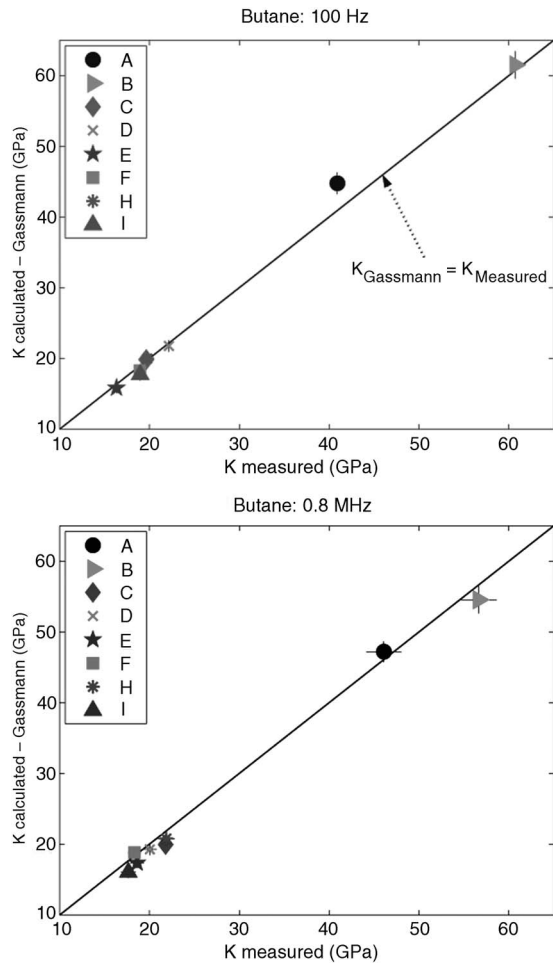 Butane: 100 Hz
K calculated – Gassmann (GPa)
60
50
40
30
20
10
A
B
C
D
E
F
H
I
K Gassmann = K Measured
10 20 30 40 50 60
K measured (GPa)
Butane: 0.8 MHz
K calculated – Gassmann (GPa)
60
50
40
30
20
10
A
B
C
D
E
F
H
I
10 20 30 40 50 60
K measured (GPa)